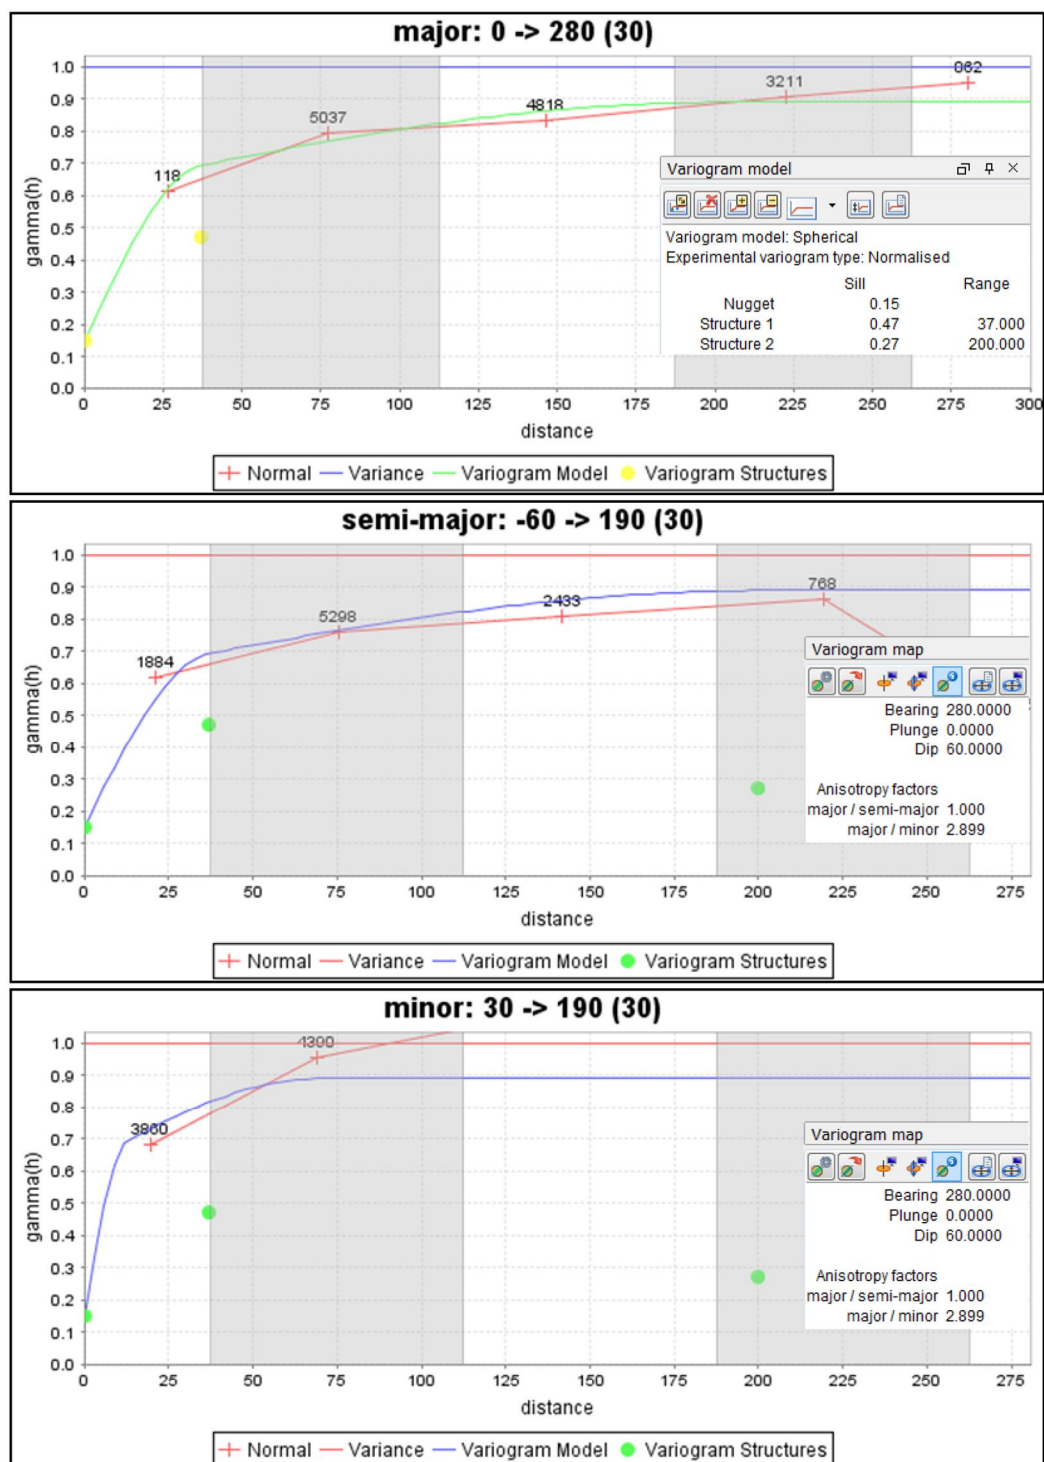 major: 0 -> 280 (30)
1.0
0.9
0.8
0.7
0.6
0.5
0.4
0.3
0.2
0.1
0.0
gamma(h)
118
5037
4818
3211
862
Variogram model
Variogram model: Spherical
Experimental variogram type: Normalised
Sill Range
Nugget 0.15
Structure 1 0.47 37.000
Structure 2 0.27 200.000
0 25 50 75 100 125 150 175 200 225 250 275 300
distance
Normal Variance Variogram Model Variogram Structures
semi-major: -60 -> 190 (30)
1.0
0.9
0.8
0.7
0.6
0.5
0.4
0.3
0.2
0.1
0.0
gamma(h)
1884
5298
2433
768
Variogram map
Bearing 280.0000
Plunge 0.0000
Dip 60.0000
Anisotropy factors
major / semi-major 1.000
major / minor 2.899
0 25 50 75 100 125 150 175 200 225 250 275
distance
Normal Variance Variogram Model Variogram Structures
minor: 30 -> 190 (30)
1.0
0.9
0.8
0.7
0.6
0.5
0.4
0.3
0.2
0.1
0.0
gamma(h)
3860
Variogram map
Bearing 280.0000
Plunge 0.0000
Dip 60.0000
Anisotropy factors
major / semi-major 1.000
major / minor 2.899
0 25 50 75 100 125 150 175 200 225 250 275
distance
Normal Variance Variogram Model Variogram Structures